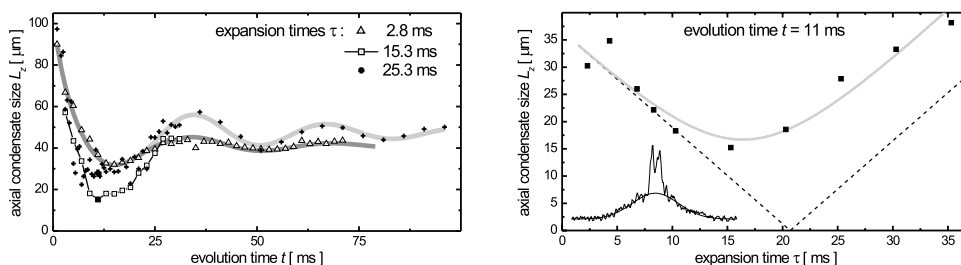 expansion times τ : △ 2.8 ms
15.3 ms
25.3 ms
axial condensate size Lz [ μm ]
100
80
60
40
20
0
0 25 50 75
evolution time t [ ms ]
evolution time t = 11 ms
axial condensate size Lz [ μm ]
40
35
30
25
20
15
10
5
0
0 5 10 15 20 25 30 35
expansion time τ [ ms ]